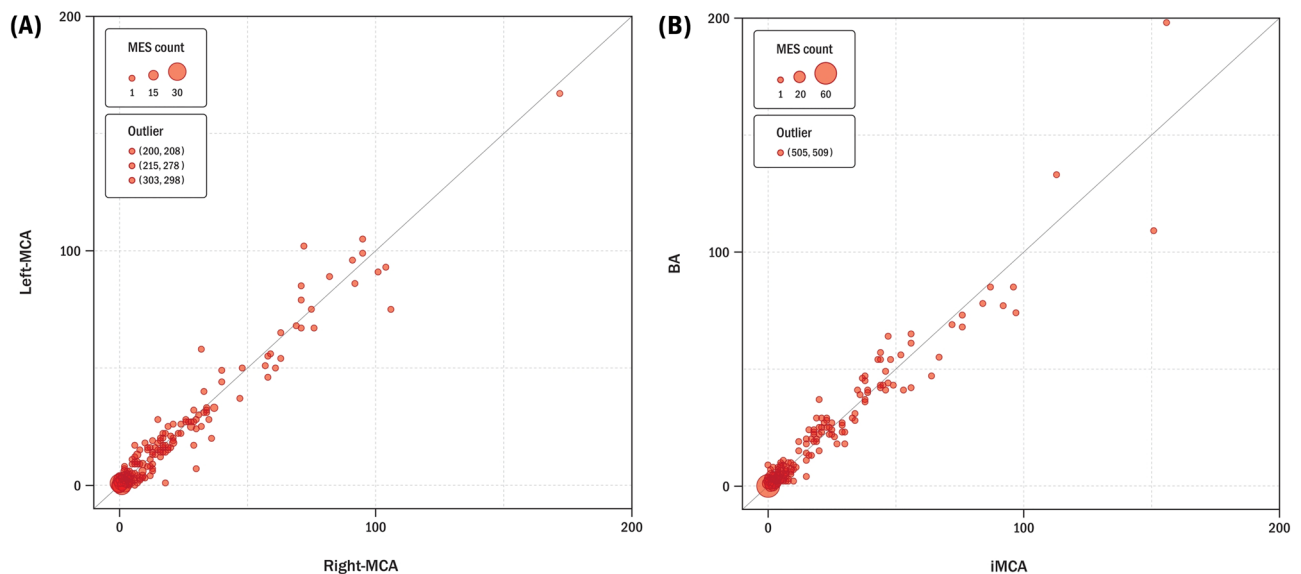 (A)
200
100
0
Left-MCA
MES count
1 15 30
Outlier
(200, 208)
(215, 278)
(303, 298)
0 100 200
Right-MCA
(B)
200
100
0
BA
MES count
1 20 60
Outlier
(505, 509)
0 100 200
iMCA